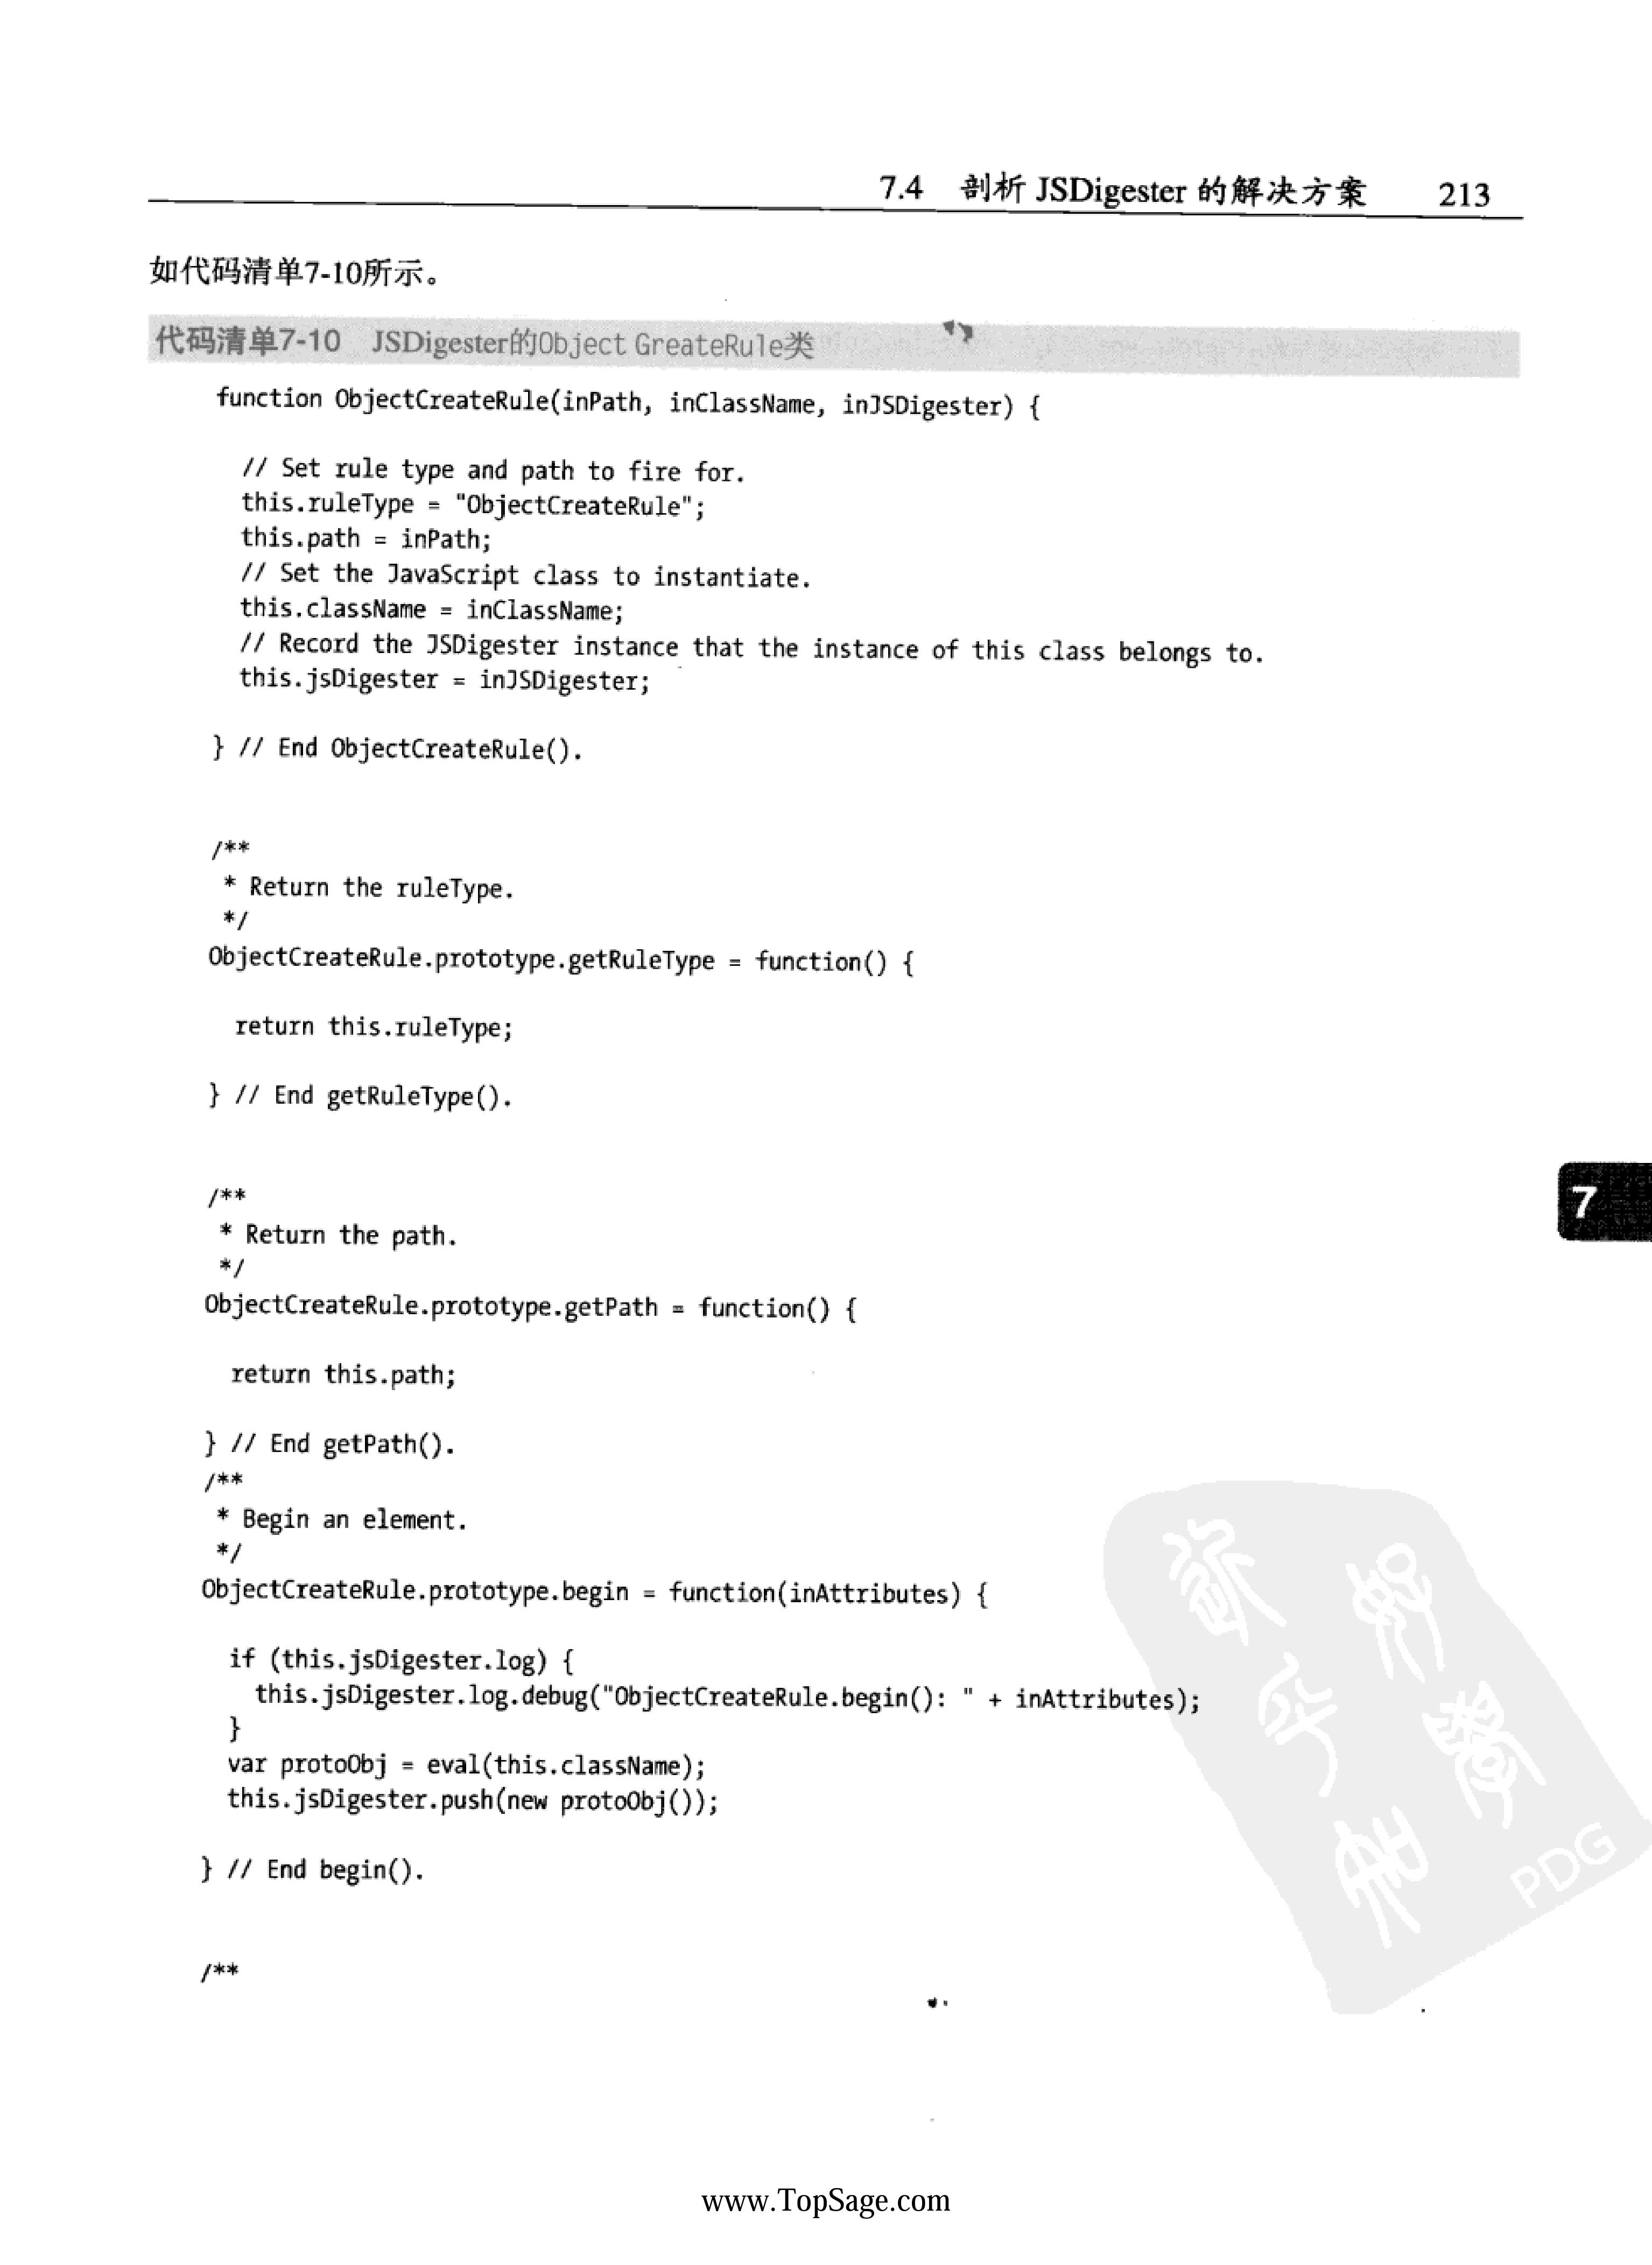 7.4 剖析 JSDigester 的解决方案 213
如代码清单7-10所示。
代码清单7-10 JSDigester的Object GreateRule类
function ObjectCreateRule(inPath, inClassName, inJSDigester) {
// Set rule type and path to fire for.
this.ruleType = "ObjectCreateRule";
this.path = inPath;
// Set the JavaScript class to instantiate.
this.className = inClassName;
// Record the JSDigester instance that the instance of this class belongs to.
this.jsDigester = inJSDigester;
} // End ObjectCreateRule().
/**
* Return the ruleType.
*/
ObjectCreateRule.prototype.getRuleType = function() {
return this.ruleType;
} // End getRuleType().
/**
* Return the path.
*/
ObjectCreateRule.prototype.getPath = function() {
return this.path;
} // End getPath().
/**
* Begin an element.
*/
ObjectCreateRule.prototype.begin = function(inAttributes) {
if (this.jsDigester.log) {
this.jsDigester.log.debug("ObjectCreateRule.begin(): " + inAttributes);
}
var protoObj = eval(this.className);
this.jsDigester.push(new protoObj());
} // End begin().
/**
7
PDG
www.TopSage.com